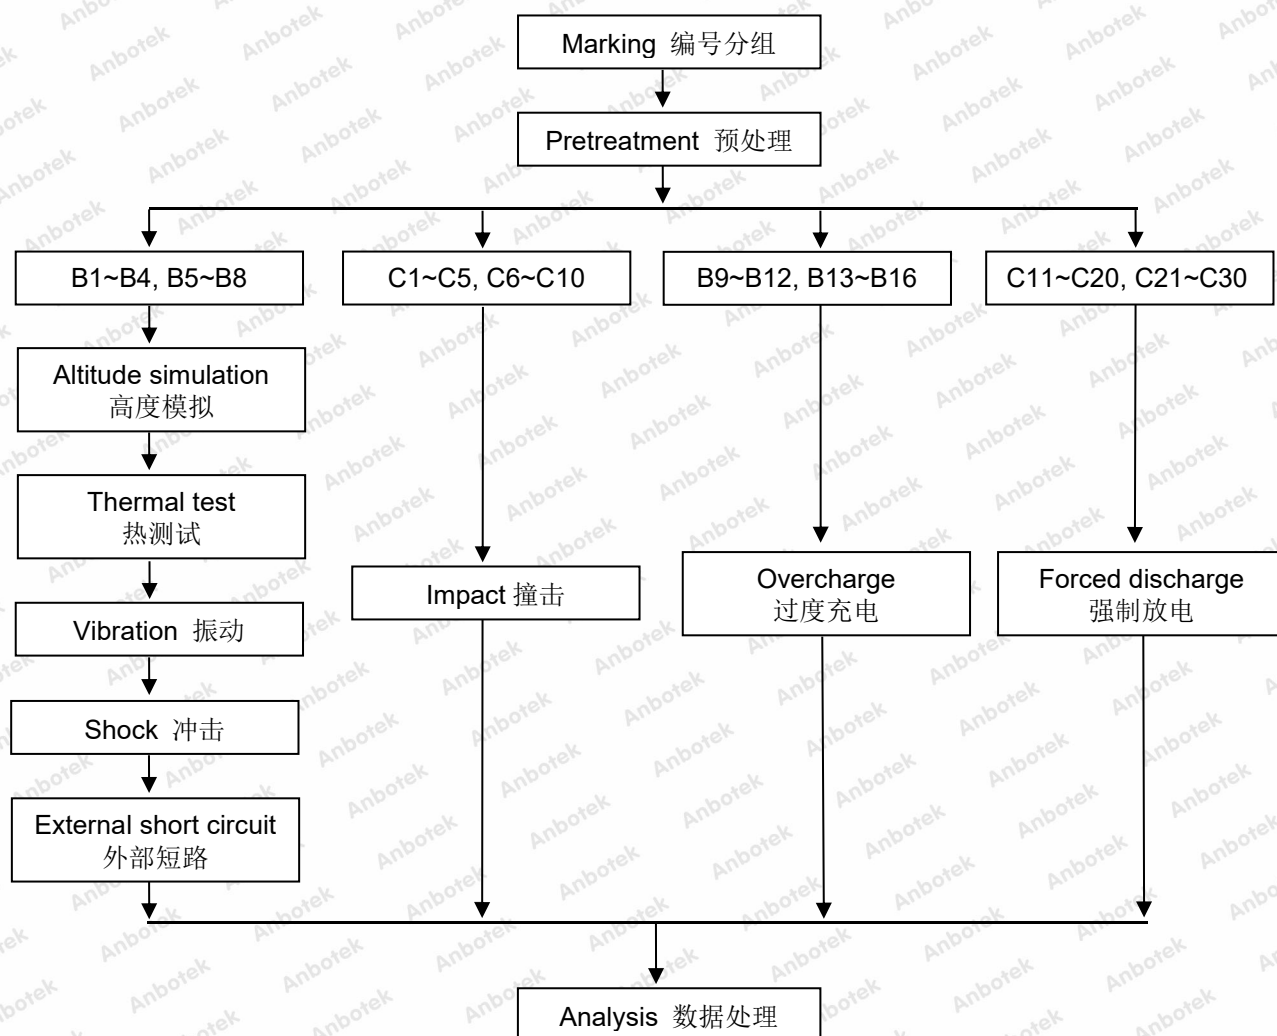 Marking 编号分组
Pretreatment 预处理
B1~B4, B5~B8
C1~C5, C6~C10
B9~B12, B13~B16
C11~C20, C21~C30
Altitude simulation
高度模拟
Thermal test
热测试
Vibration 振动
Shock 冲击
External short circuit
外部短路
Impact 撞击
Overcharge
过度充电
Forced discharge
强制放电
Analysis 数据处理
Anbotek